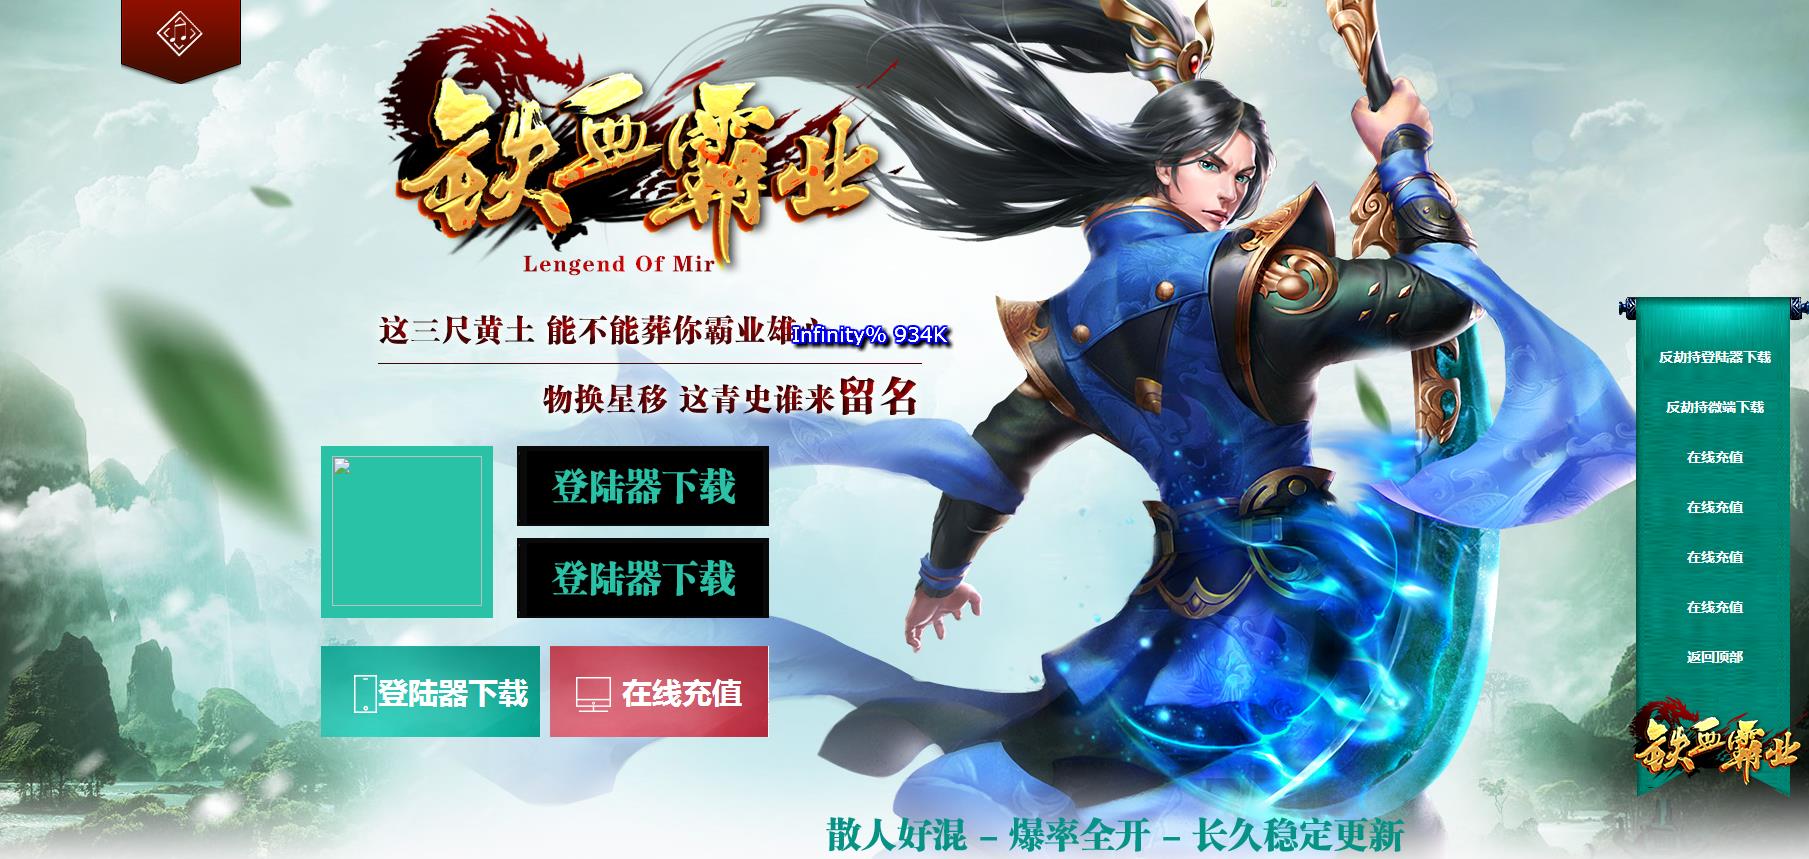 铁血霸业
Lengend Of Mir
这三尺黄土 能不能葬你霸业雄心
Infinity% 934K
物换星移 这青史谁来留名
登陆器下载
登陆器下载
登陆器下载
在线充值
散人好混 - 爆率全开 - 长久稳定更新
反劫持登陆器下载
反劫持微端下载
在线充值
在线充值
在线充值
在线充值
返回顶部
铁血霸业